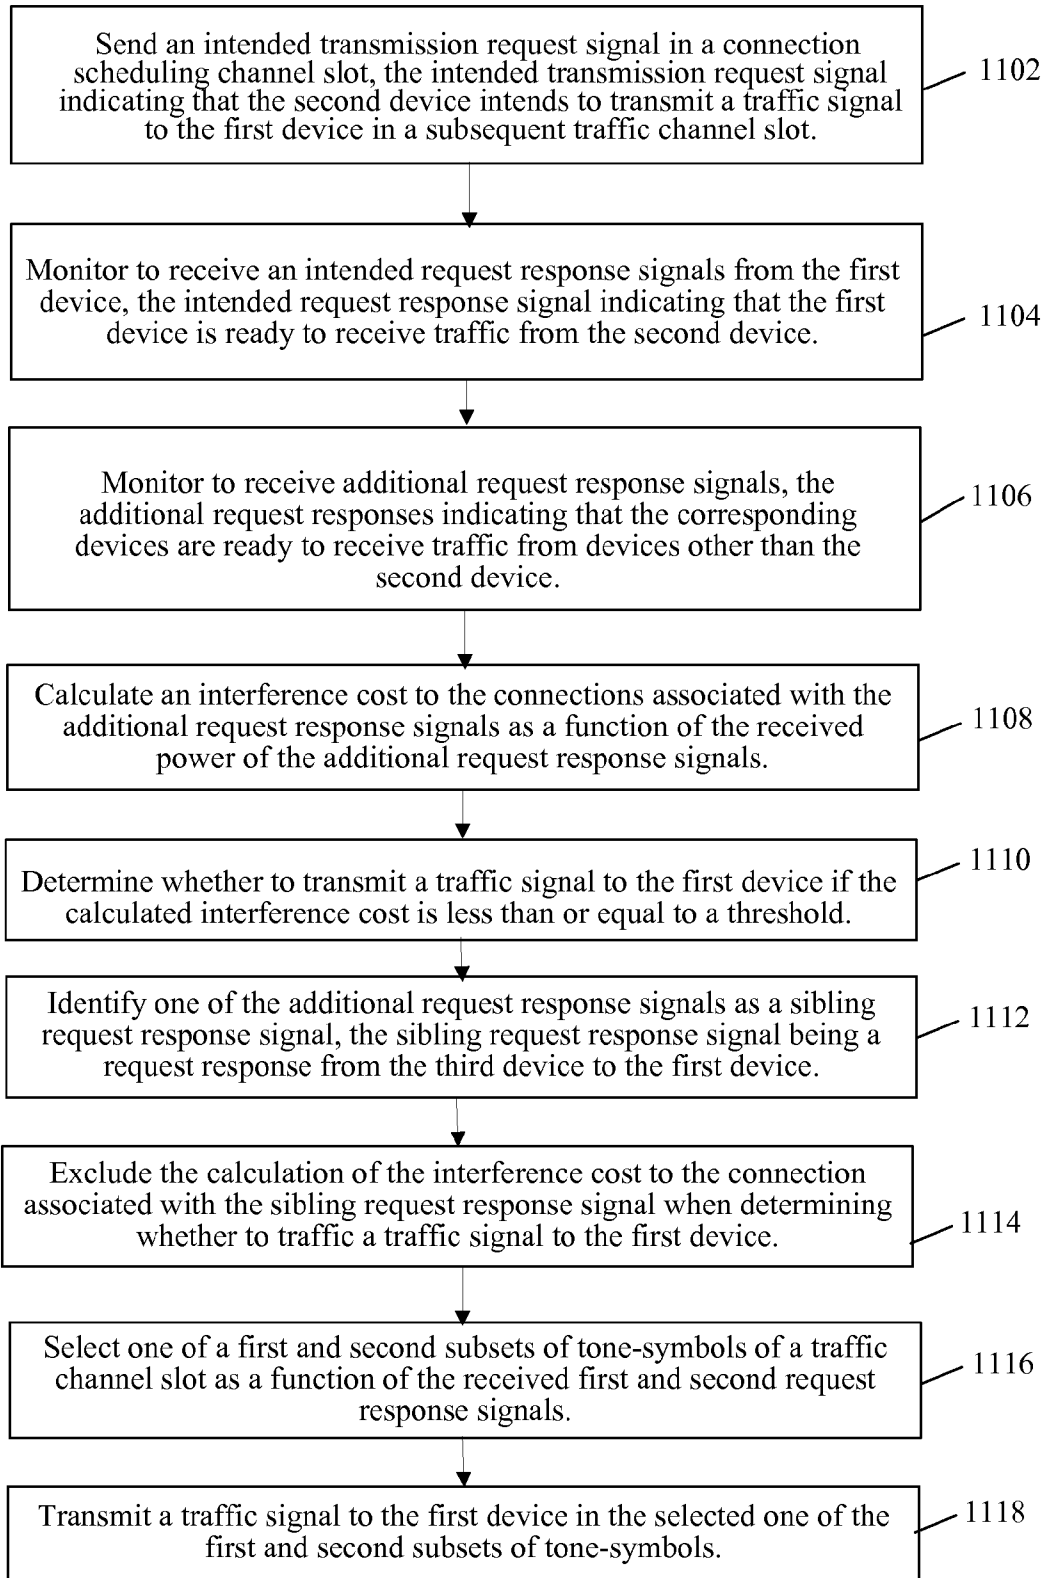 Send an intended transmission request signal in a connection
scheduling channel slot, the intended transmission request signal
indicating that the second device intends to transmit a traffic signal
to the first device in a subsequent traffic channel slot.
1102
Monitor to receive an intended request response signals from the first
device, the intended request response signal indicating that the first
device is ready to receive traffic from the second device.
1104
Monitor to receive additional request response signals, the
additional request responses indicating that the corresponding
devices are ready to receive traffic from devices other than the
second device.
1106
Calculate an interference cost to the connections associated with the
additional request response signals as a function of the received
power of the additional request response signals.
1108
Determine whether to transmit a traffic signal to the first device if the
calculated interference cost is less than or equal to a threshold.
1110
Identify one of the additional request response signals as a sibling
request response signal, the sibling request response signal being a
request response from the third device to the first device.
1112
Exclude the calculation of the interference cost to the connection
associated with the sibling request response signal when determining
whether to traffic a traffic signal to the first device.
1114
Select one of a first and second subsets of tone-symbols of a traffic
channel slot as a function of the received first and second request
response signals.
1116
Transmit a traffic signal to the first device in the selected one of the
first and second subsets of tone-symbols.
1118